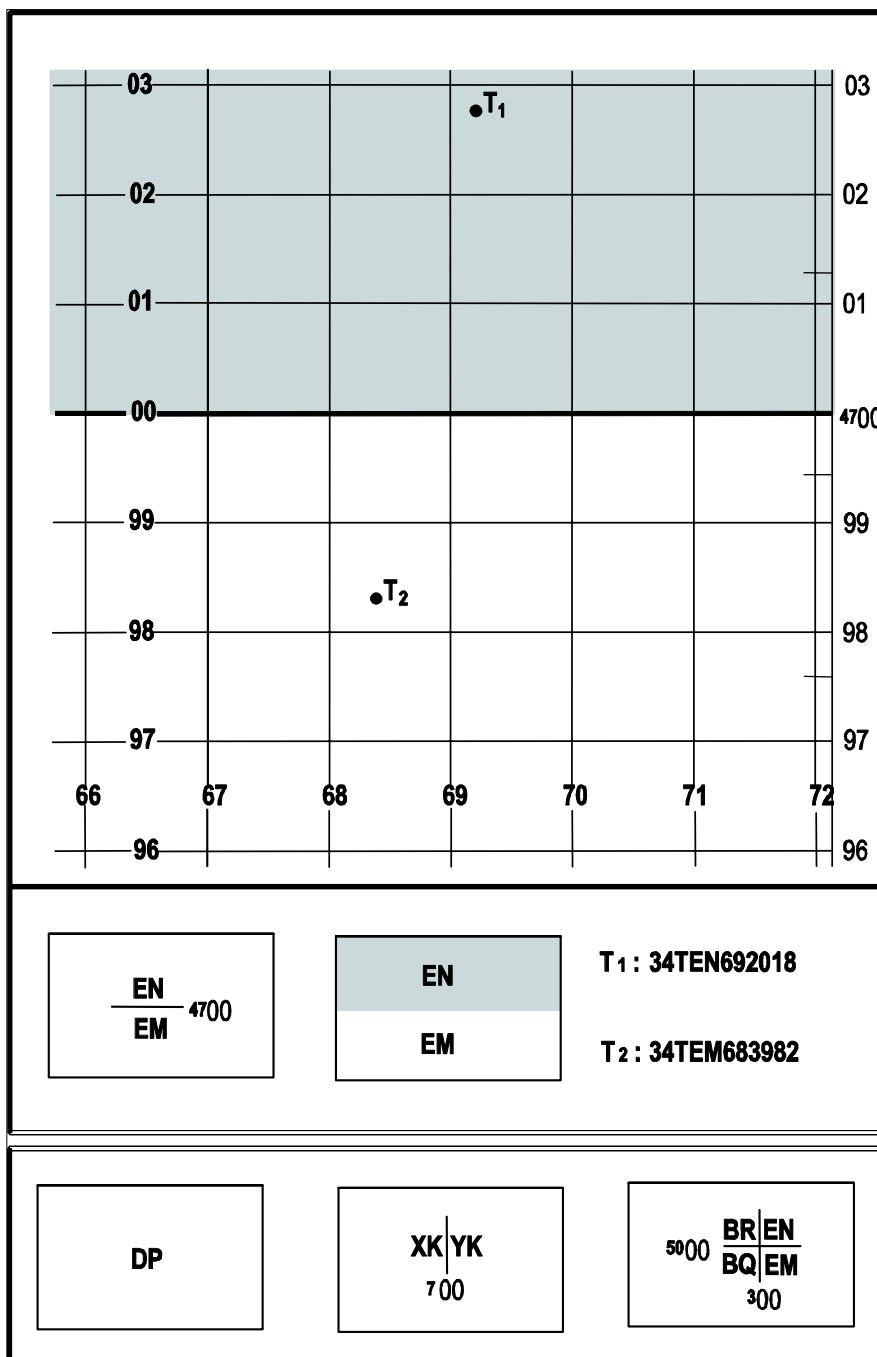 03 03
T1
02 02
01 01
00 4700
99 99
T2
98 98
97 97
66 67 68 69 70 71 72
96 96
EN
4700
EM
EN
EM
T1 : 34TEN692018
T2 : 34TEM683982
DP
XK YK
700
BR EN
5000
BQ EM
300